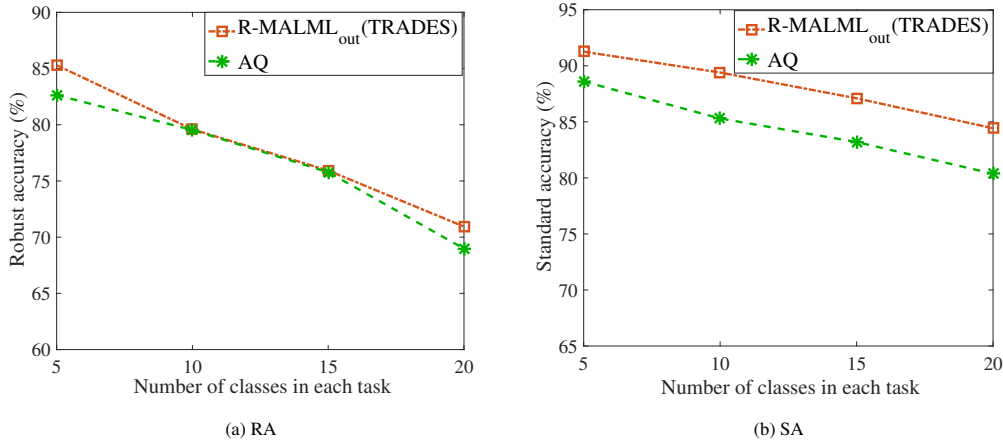 R-MALML_out(TRADES)
AQ
90
85
80
75
70
65
60
Robust accuracy (%)
5
10
15
20
Number of classes in each task
(a) RA
R-MALML_out(TRADES)
AQ
95
90
85
80
75
70
65
Standard accuracy (%)
5
10
15
20
Number of classes in each task
(b) SA